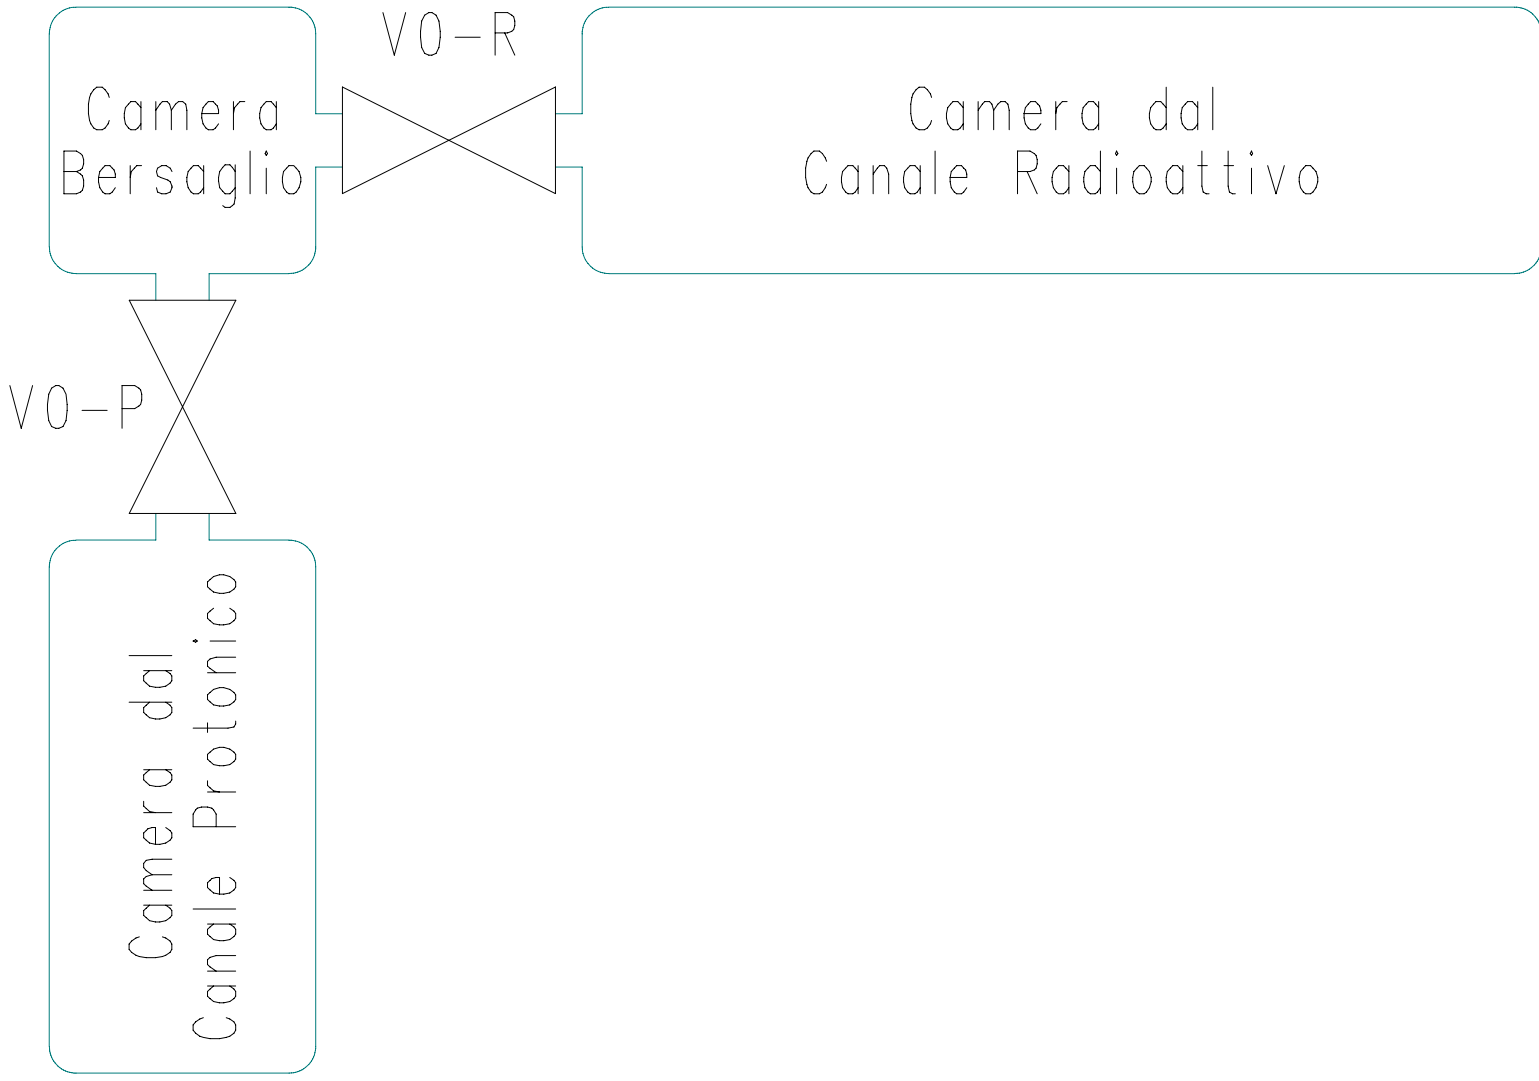 V0-R
Camera
Bersaglio
Camera dal
Canale Radioattivo
V0-P
Camera dal
Canale Protonico